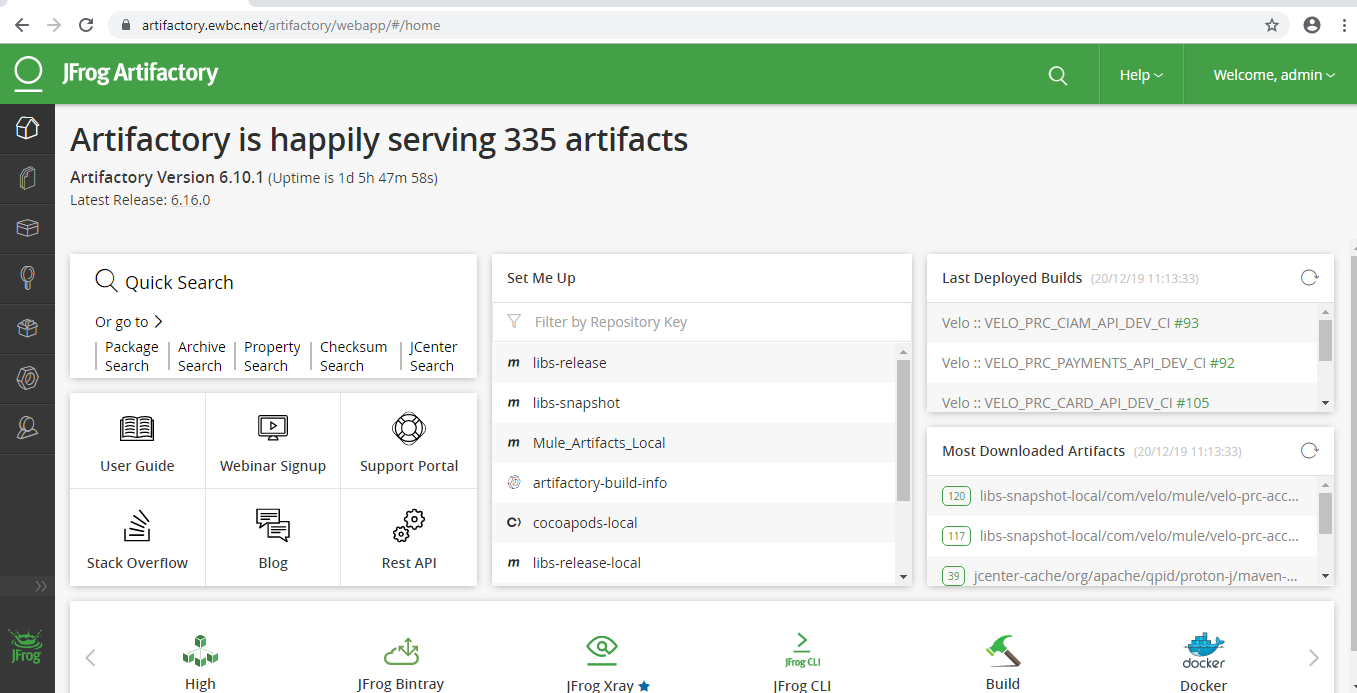 artifactory.ewbc.net/artifactory/webapp/#/home
JFrog Artifactory
Help
Welcome, admin
Artifactory is happily serving 335 artifacts
Artifactory Version 6.10.1 (Uptime is 1d 5h 47m 58s)
Latest Release: 6.16.0
Quick Search
Or go to
Package Search
Archive Search
Property Search
Checksum Search
JCenter Search
User Guide
Webinar Signup
Support Portal
Stack Overflow
Blog
Rest API
Set Me Up
Filter by Repository Key
m libs-release
m libs-snapshot
m Mule_Artifacts_Local
artifactory-build-info
cocoapods-local
m libs-release-local
Last Deployed Builds (20/12/19 11:13:33)
Velo :: VELO_PRC_CIAM_API_DEV_CI #93
Velo :: VELO_PRC_PAYMENTS_API_DEV_CI #92
Velo :: VELO_PRC_CARD_API_DEV_CI #105
Most Downloaded Artifacts (20/12/19 11:13:33)
120 libs-snapshot-local/com/velo/mule/velo-prc-acc...
117 libs-snapshot-local/com/velo/mule/velo-prc-acc...
39 jcenter-cache/org/apache/qpid/proton-j/maven-...
JFrog
High
JFrog Bintray
JFrog Xray
JFrog CLI
JFrog CLI
Build
docker
Docker